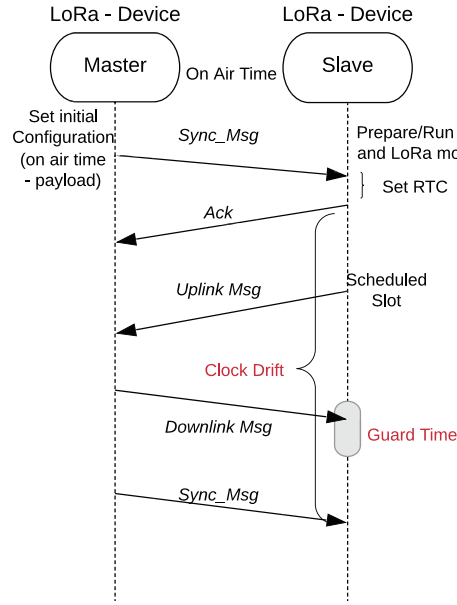 LoRa - Device
LoRa - Device
Master
On Air Time
Slave
Set initial
Configuration
(on air time
- payload)
Sync_Msg
Prepare/Run
and LoRa
Set RTC
Ack
Uplink Msg
Scheduled
Slot
Clock Drift
Downlink Msg
Guard Time
Sync_Msg